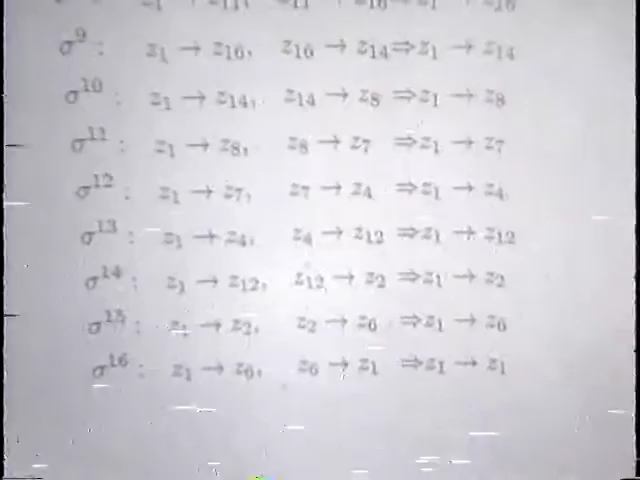 σ⁹ : z₁ → z₁₆, z₁₆ → z₁₄ ⇒ z₁ → z₁₄
σ¹⁰ : z₁ → z₁₄, z₁₄ → z₈ ⇒ z₁ → z₈
σ¹¹ : z₁ → z₈, z₈ → z₇ ⇒ z₁ → z₇
σ¹² : z₁ → z₇, z₇ → z₄ ⇒ z₁ → z₄
σ¹³ : z₁ → z₄, z₄ → z₁₂ ⇒ z₁ → z₁₂
σ¹⁴ : z₁ → z₁₂, z₁₂ → z₂ ⇒ z₁ → z₂
σ¹⁵ : z₁ → z₂, z₂ → z₆ ⇒ z₁ → z₆
σ¹⁶ : z₁ → z₆, z₆ → z₁ ⇒ z₁ → z₁